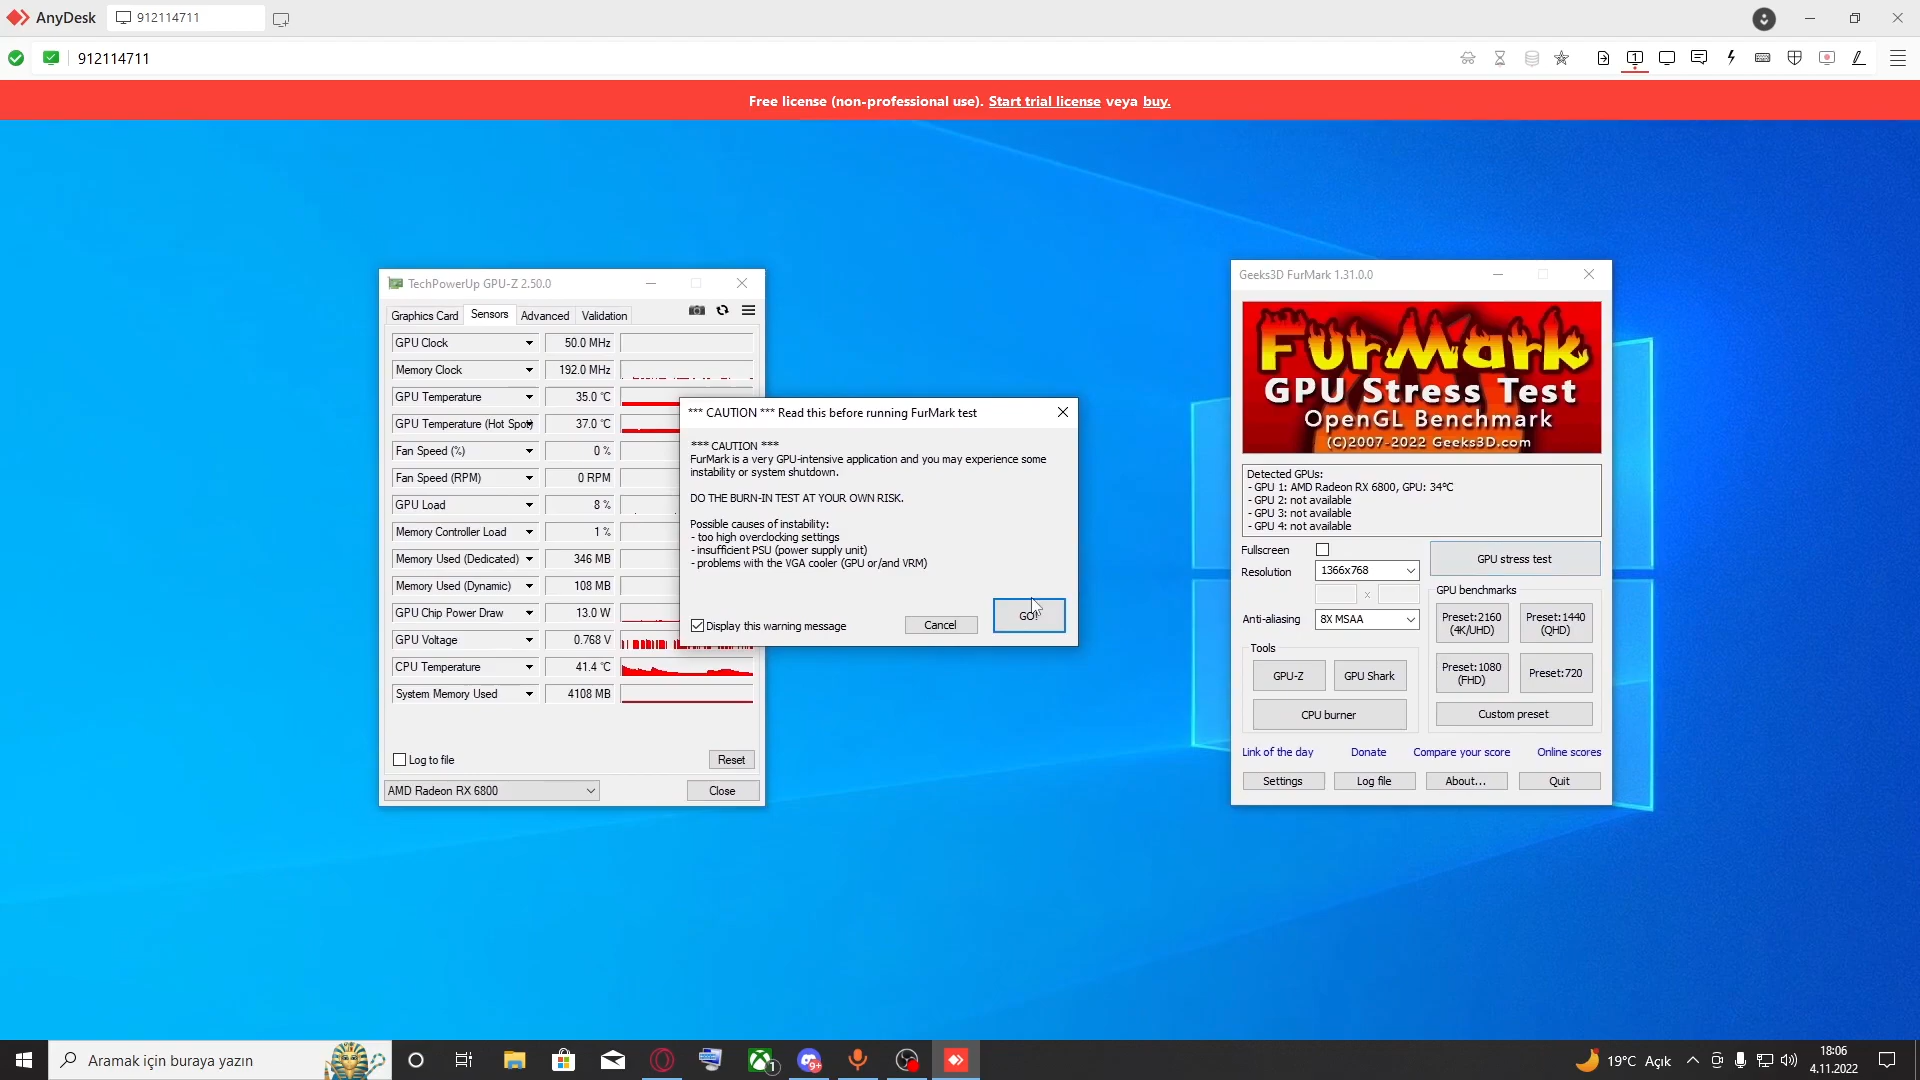 AnyDesk
912114711
912114711
Free license (non-professional use). Start trial license veya buy.
TechPowerUp GPU-Z 2.50.0
Graphics Card
Sensors
Advanced
Validation
GPU Clock
50.0 MHz
Memory Clock
192.0 MHz
GPU Temperature
35.0 °C
GPU Temperature (Hot Spot)
37.0 °C
Fan Speed (%)
0 %
Fan Speed (RPM)
0 RPM
GPU Load
8 %
Memory Controller Load
1 %
Memory Used (Dedicated)
346 MB
Memory Used (Dynamic)
108 MB
GPU Chip Power Draw
13.0 W
GPU Voltage
0.768 V
CPU Temperature
41.4 °C
System Memory Used
4108 MB
Log to file
Reset
AMD Radeon RX 6800
Close
*** CAUTION *** Read this before running FurMark test
*** CAUTION ***
FurMark is a very GPU-intensive application and you may experience some
instability or system shutdown.
DO THE BURN-IN TEST AT YOUR OWN RISK.
Possible causes of instability:
- too high overclocking settings
- insufficient PSU (power supply unit)
- problems with the VGA cooler (GPU or/and VRM)
Display this warning message
Cancel
GO!
Geeks3D FurMark 1.31.0.0
FurMark
GPU Stress Test
OpenGL Benchmark
(C)2007-2022 Geeks3D.com
Detected GPUs:
- GPU 1: AMD Radeon RX 6800, GPU: 34°C
- GPU 2: not available
- GPU 3: not available
- GPU 4: not available
Fullscreen
GPU stress test
Resolution
1366x768
x
GPU benchmarks
Anti-aliasing
8X MSAA
Preset:2160
(4K/UHD)
Preset:1440
(QHD)
Tools
GPU-Z
GPU Shark
Preset:1080
(FHD)
Preset:720
CPU burner
Custom preset
Link of the day
Donate
Compare your score
Online scores
Settings
Log file
About...
Quit
Aramak için buraya yazın
1
9+
19°C Açık
18:06
4.11.2022